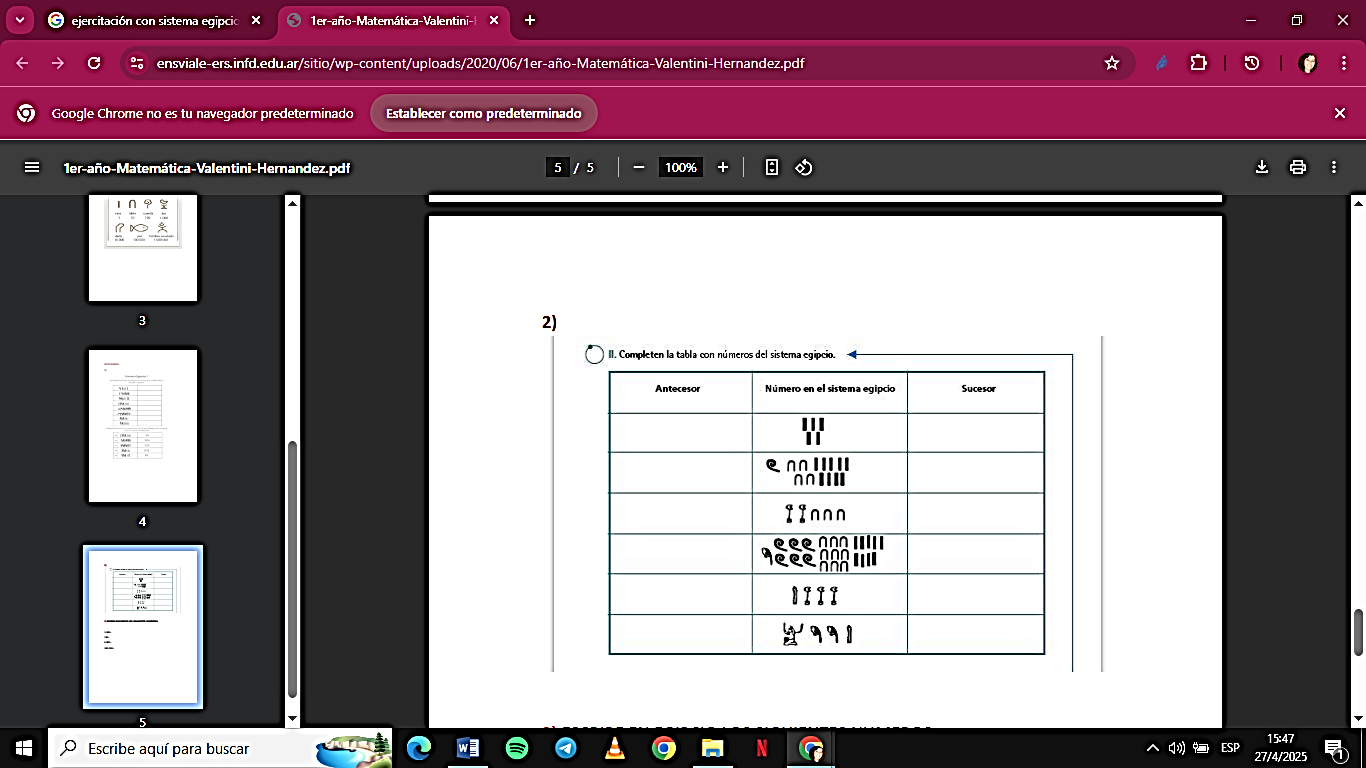 ejercitación con sistema egipcio
1er-año-Matemática-Valentini-H
ensviale-ers.infd.edu.ar/sitio/wp-content/uploads/2020/06/1er-año-Matemática-Valentini-Hernandez.pdf
Google Chrome no es tu navegador predeterminado
Establecer como predeterminado
1er-año-Matemática-Valentini-Hernandez.pdf
5 / 5
100%
3
4
5
2)
II. Completen la tabla con números del sistema egipcio.
Antecesor Número en el sistema egipcio Sucesor
Escribe aquí para buscar
ESP
15:47
27/4/2025
1